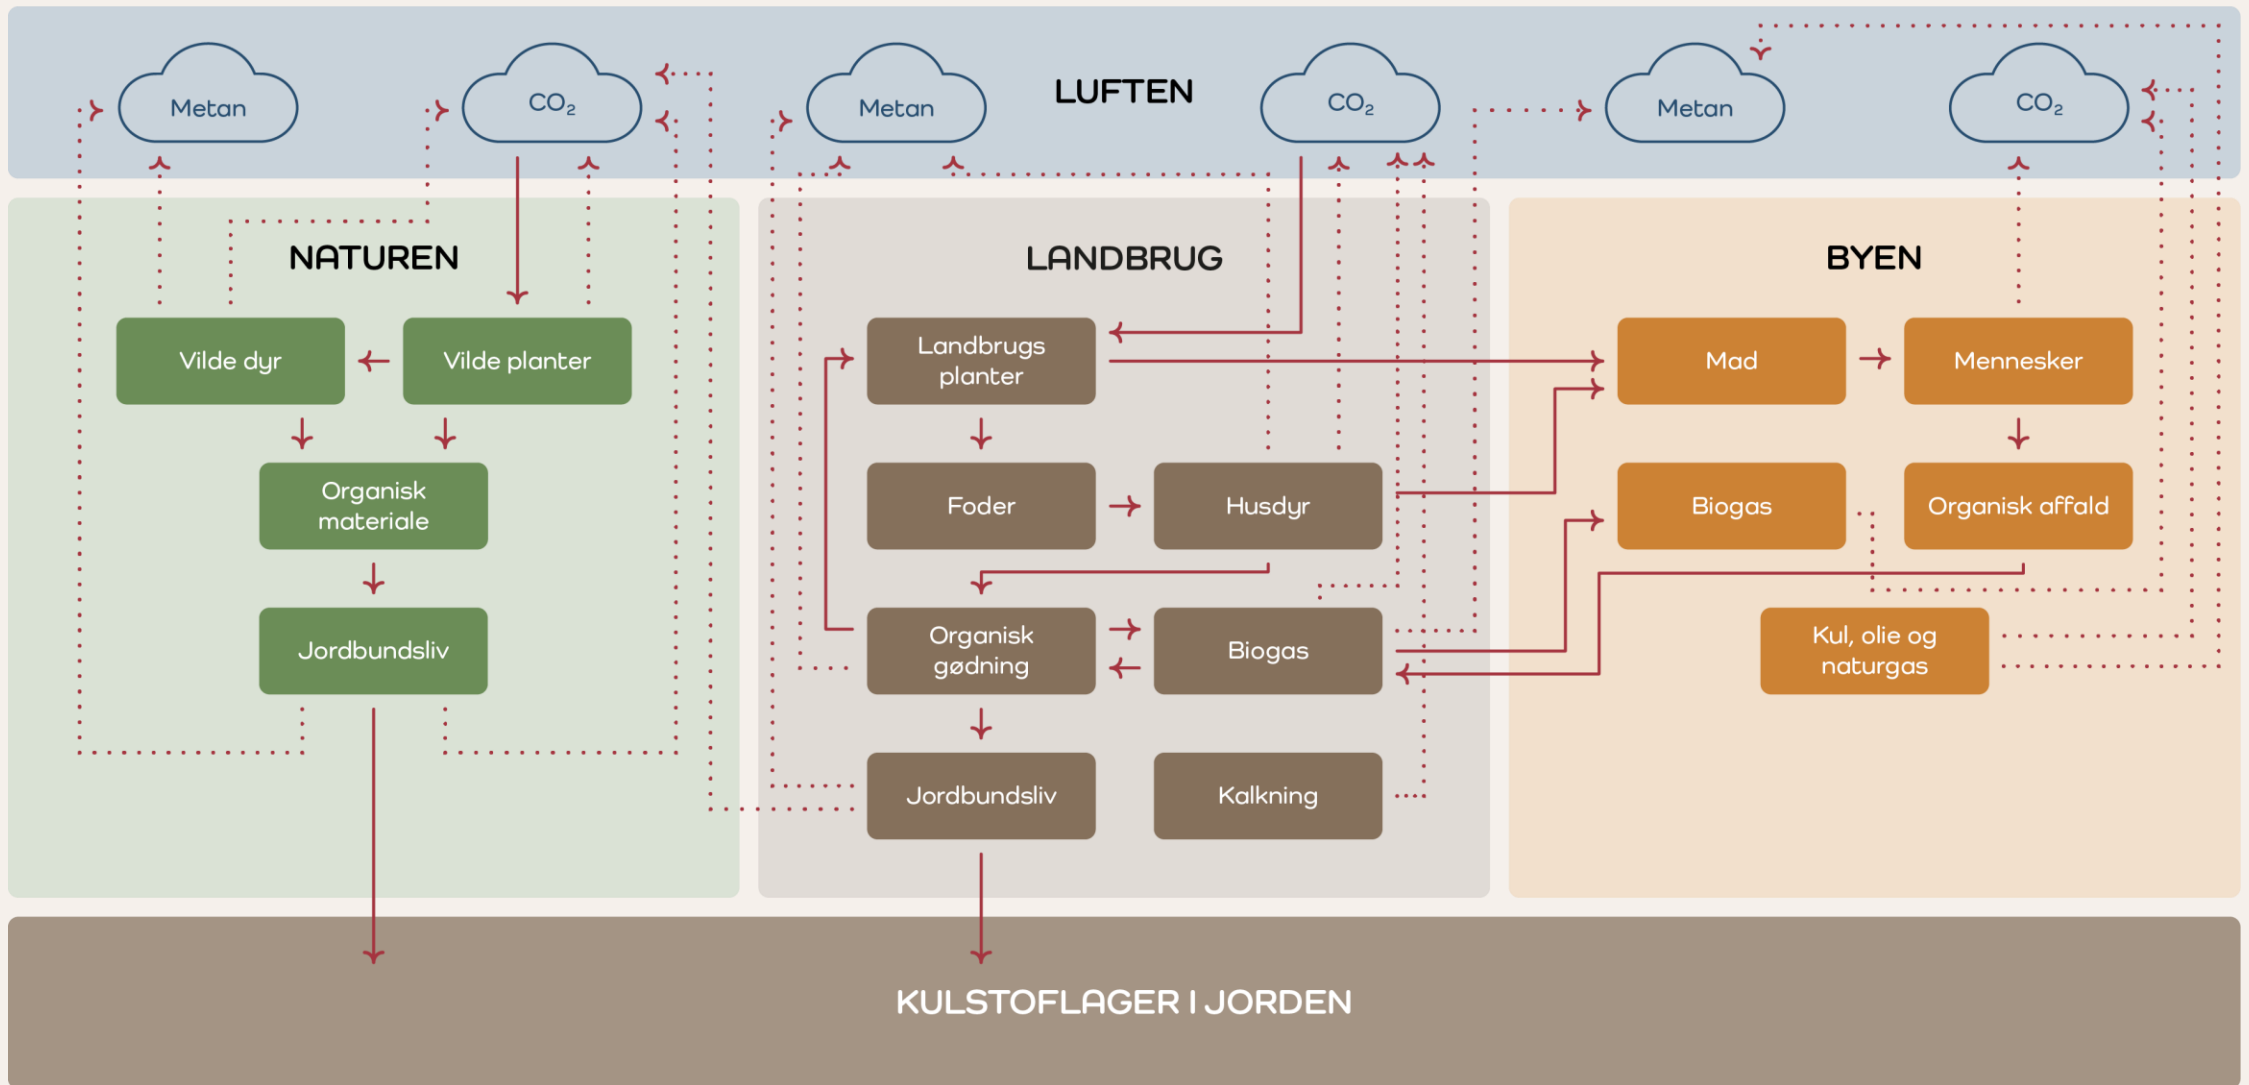 Metan
CO₂
Metan
LUFTEN
CO₂
Metan
CO₂
NATUREN
Vilde dyr
Vilde planter
Organisk
materiale
Jordbundsliv
LANDBRUG
Landbrugs
planter
Foder
Husdyr
Organisk
gødning
Biogas
Jordbundsliv
Kalkning
BYEN
Mad
Mennesker
Biogas
Organisk affald
Kul, olie og
naturgas
KULSTOFLAGER I JORDEN